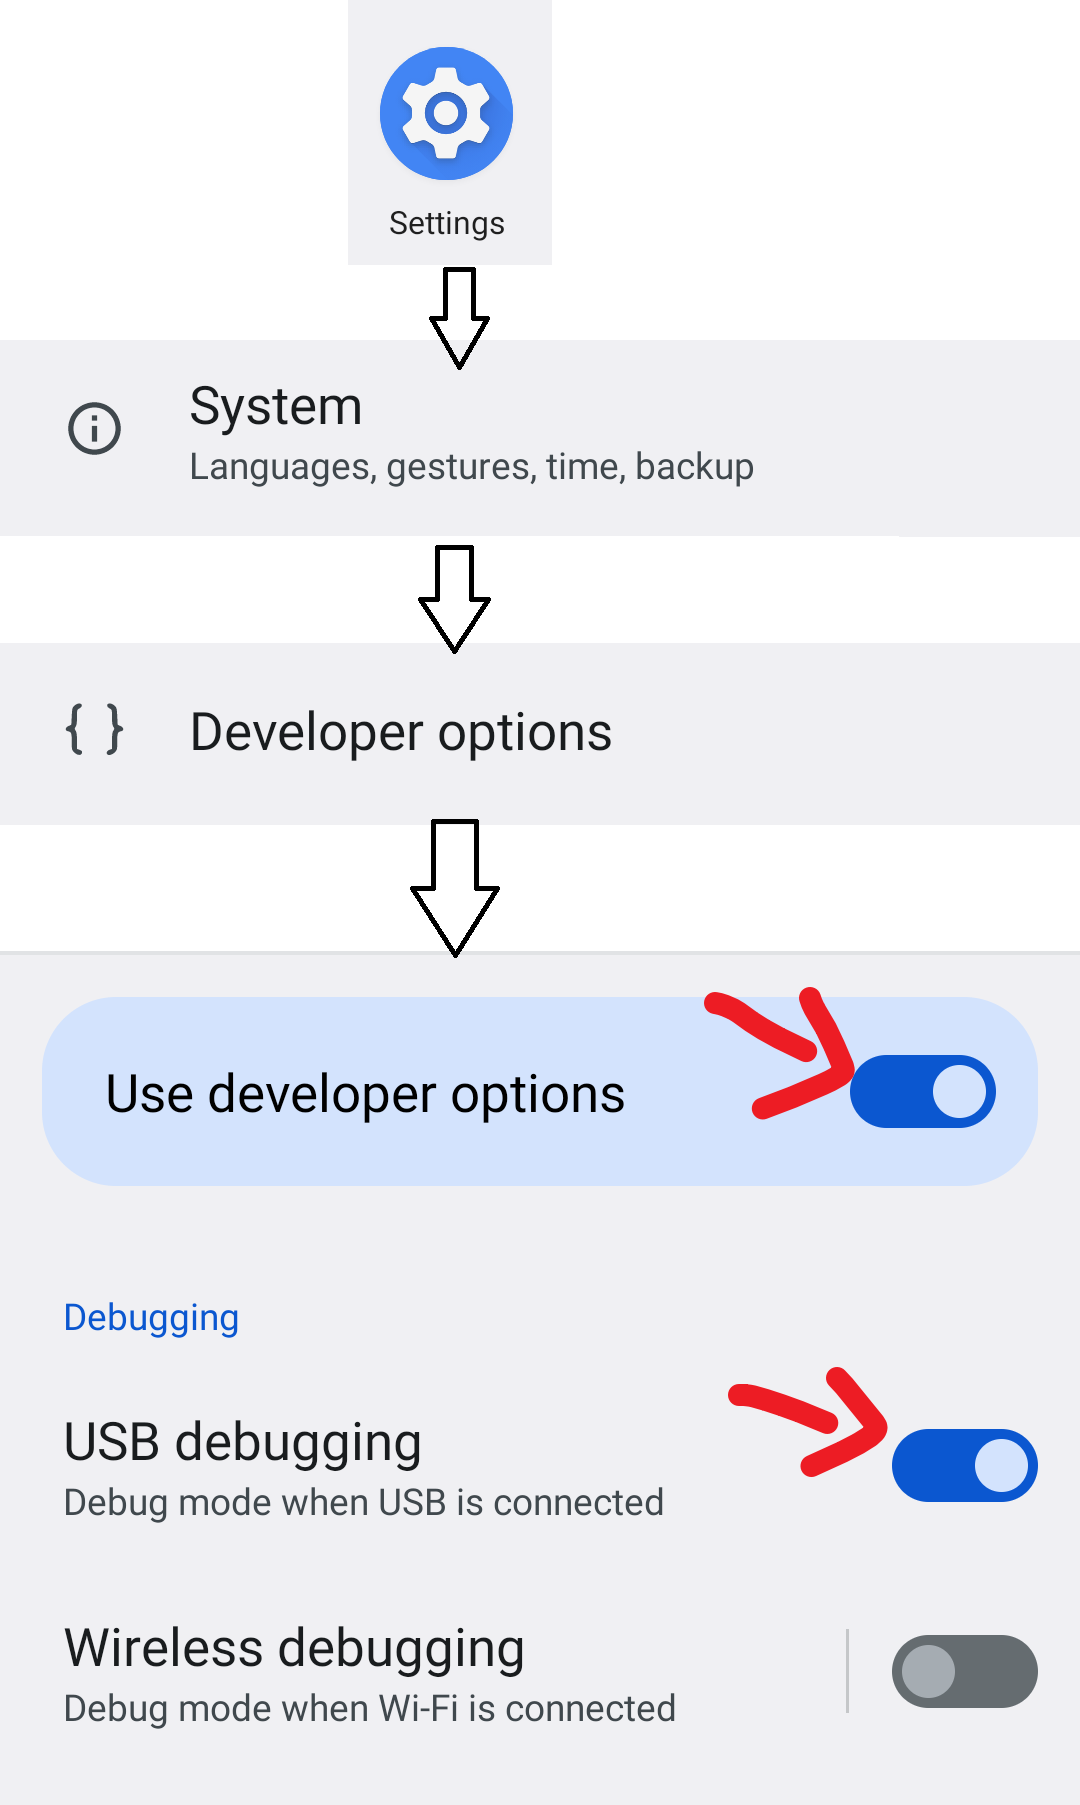 Settings
System
Languages, gestures, time, backup
{ } Developer options
Use developer options
Debugging
USB debugging
Debug mode when USB is connected
Wireless debugging
Debug mode when Wi-Fi is connected